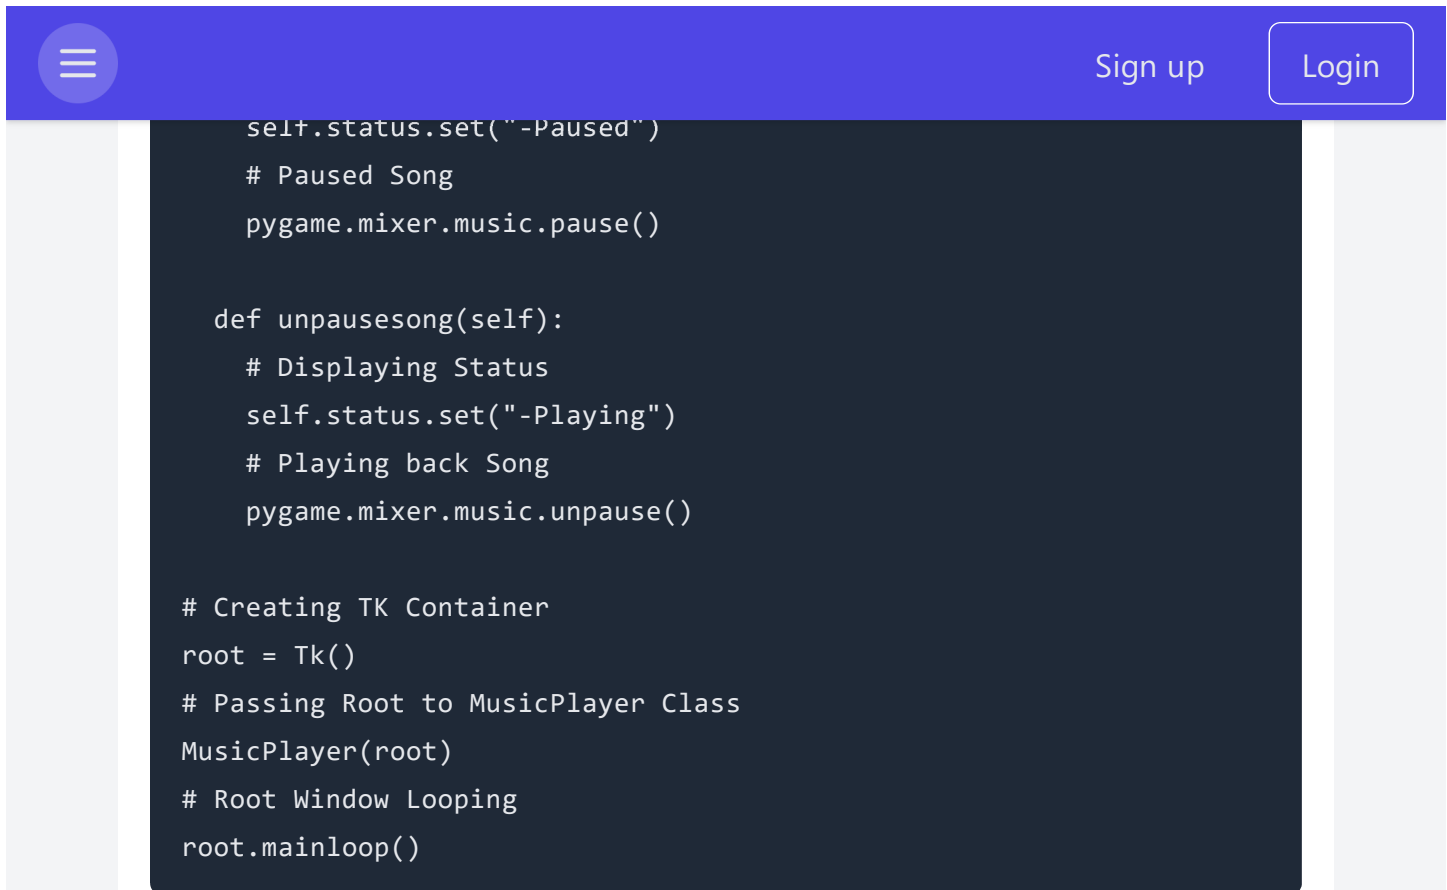 Sign up
Login
self.status.set("-Paused")
# Paused Song
pygame.mixer.music.pause()
def unpausesong(self):
# Displaying Status
self.status.set("-Playing")
# Playing back Song
pygame.mixer.music.unpause()
# Creating TK Container
root = Tk()
# Passing Root to MusicPlayer Class
MusicPlayer(root)
# Root Window Looping
root.mainloop()